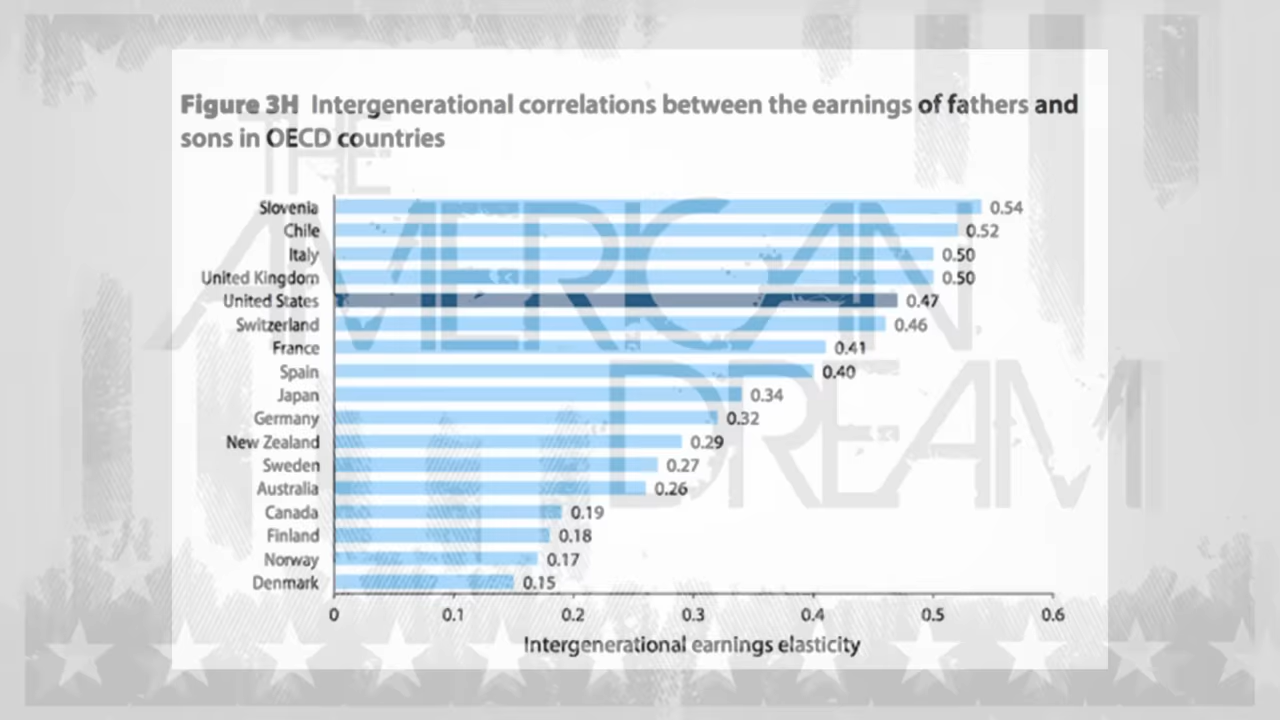 Figure 3H Intergenerational correlations between the earnings of fathers and
sons in OECD countries
THE
AMERICAN
DREAM
Slovenia 0.54
Chile 0.52
Italy 0.50
United Kingdom 0.50
United States 0.47
Switzerland 0.46
France 0.41
Spain 0.40
Japan 0.34
Germany 0.32
New Zealand 0.29
Sweden 0.27
Australia 0.26
Canada 0.19
Finland 0.18
Norway 0.17
Denmark 0.15
0 0.1 0.2 0.3 0.4 0.5 0.6
Intergenerational earnings elasticity